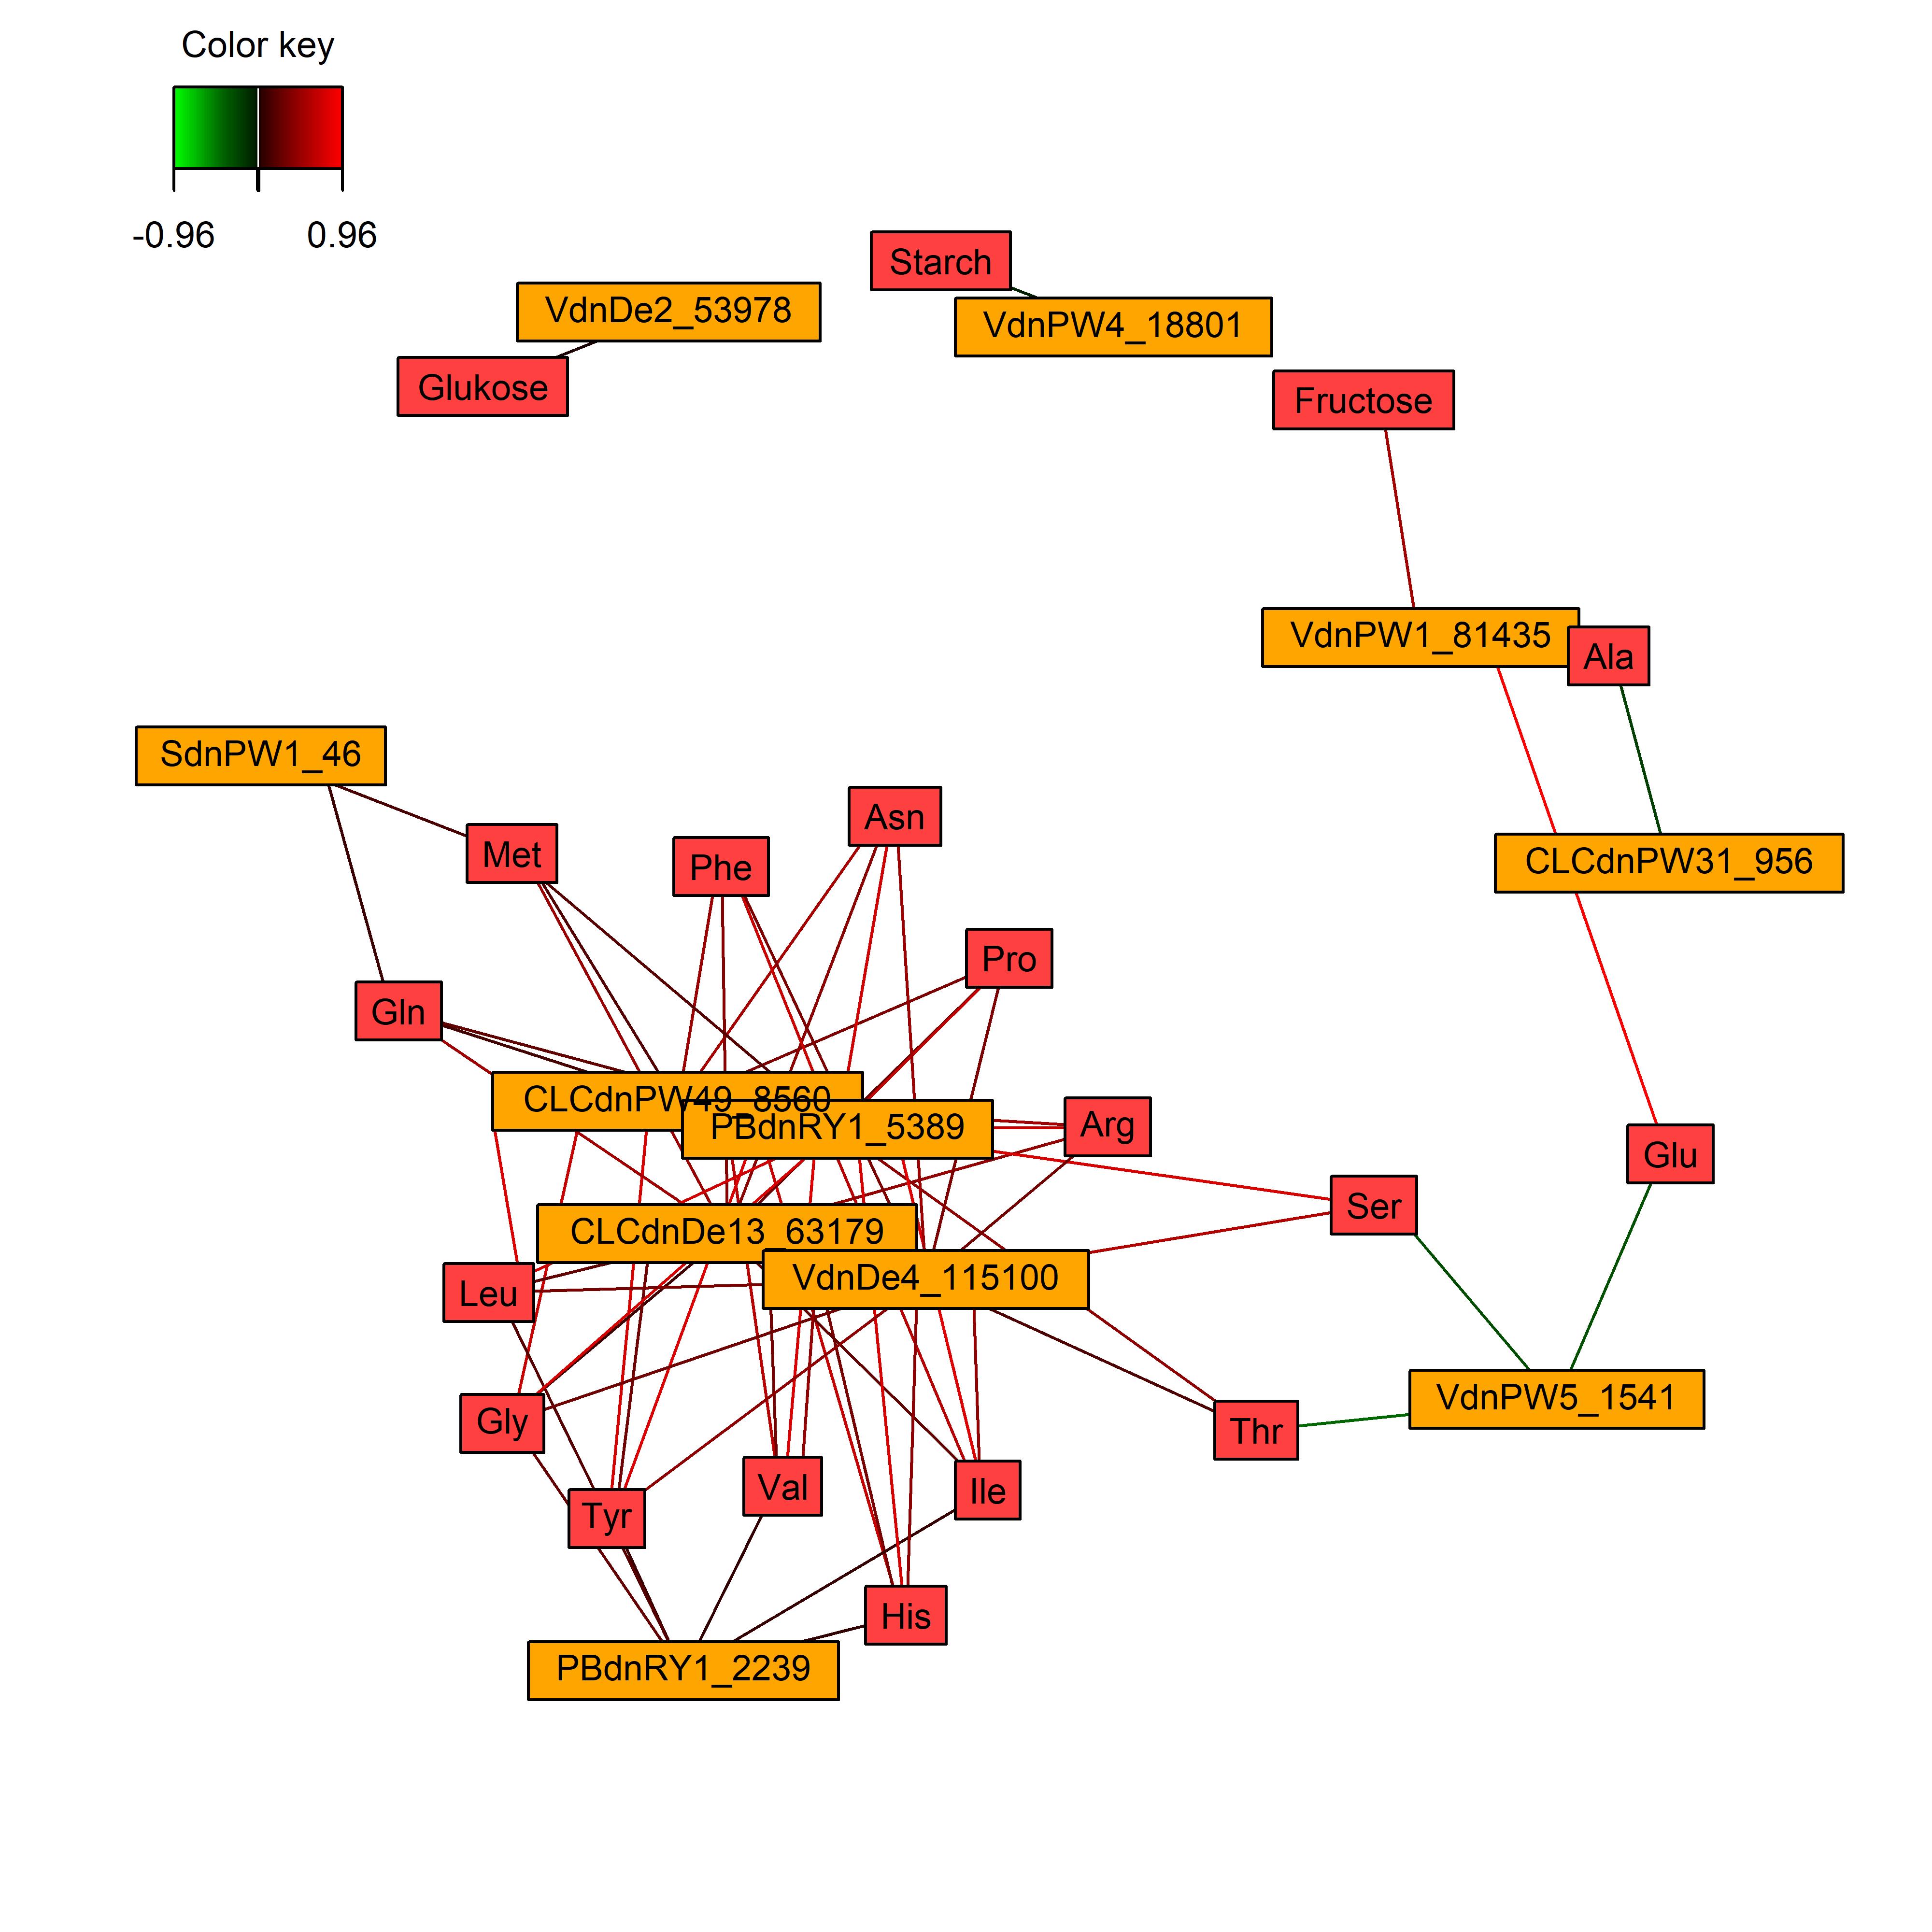 Color key
-0.96 0.96
Starch
VdnDe2_53978
VdnPW4_18801
Glukose
Fructose
VdnPW1_81435
Ala
SdnPW1_46
Asn
Met
Phe
CLCdnPW31_956
Pro
Gln
CLCdnPW49_8560
PBdnRY1_5389
Arg
Glu
Ser
CLCdnDe13_63179
VdnDe4_115100
Leu
VdnPW5_1541
Gly
Thr
Val
Ile
Tyr
His
PBdnRY1_2239